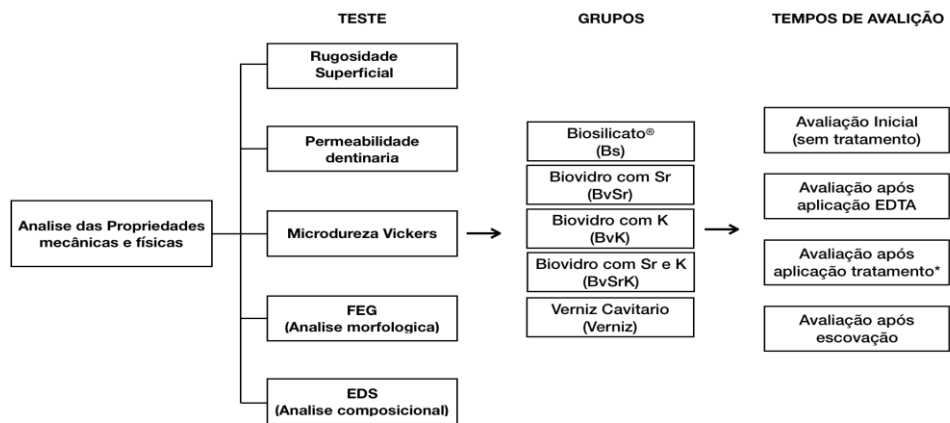 TESTE
GRUPOS
TEMPOS DE AVALIÇÃO
Analise das Propriedades
mecânicas e físicas
Rugosidade
Superficial
Permeabilidade
dentinaria
Microdureza Vickers
FEG
(Analise morfologica)
EDS
(Analise composicional)
Biosilicato®
(Bs)
Biovidro com Sr
(BvSr)
Biovidro com K
(BvK)
Biovidro com Sr e K
(BvSrK)
Verniz Cavitario
(Verniz)
Avaliação Inicial
(sem tratamento)
Avaliação após
aplicação EDTA
Avaliação após
aplicação tratamento*
Avaliação após
escovação